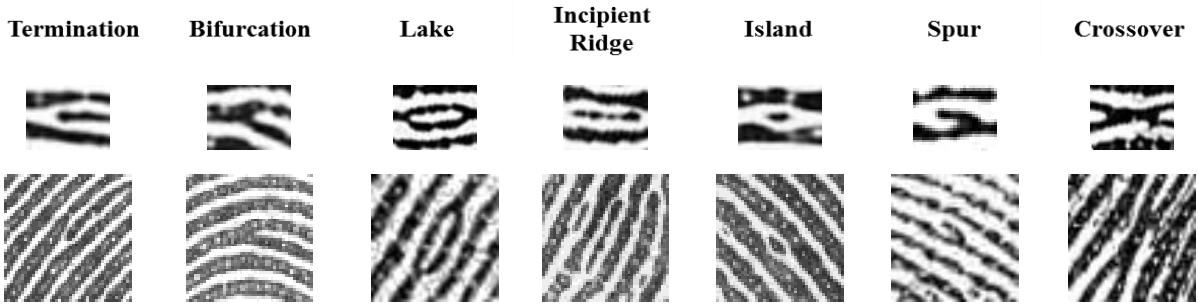 Termination
Bifurcation
Lake
Incipient
Ridge
Island
Spur
Crossover